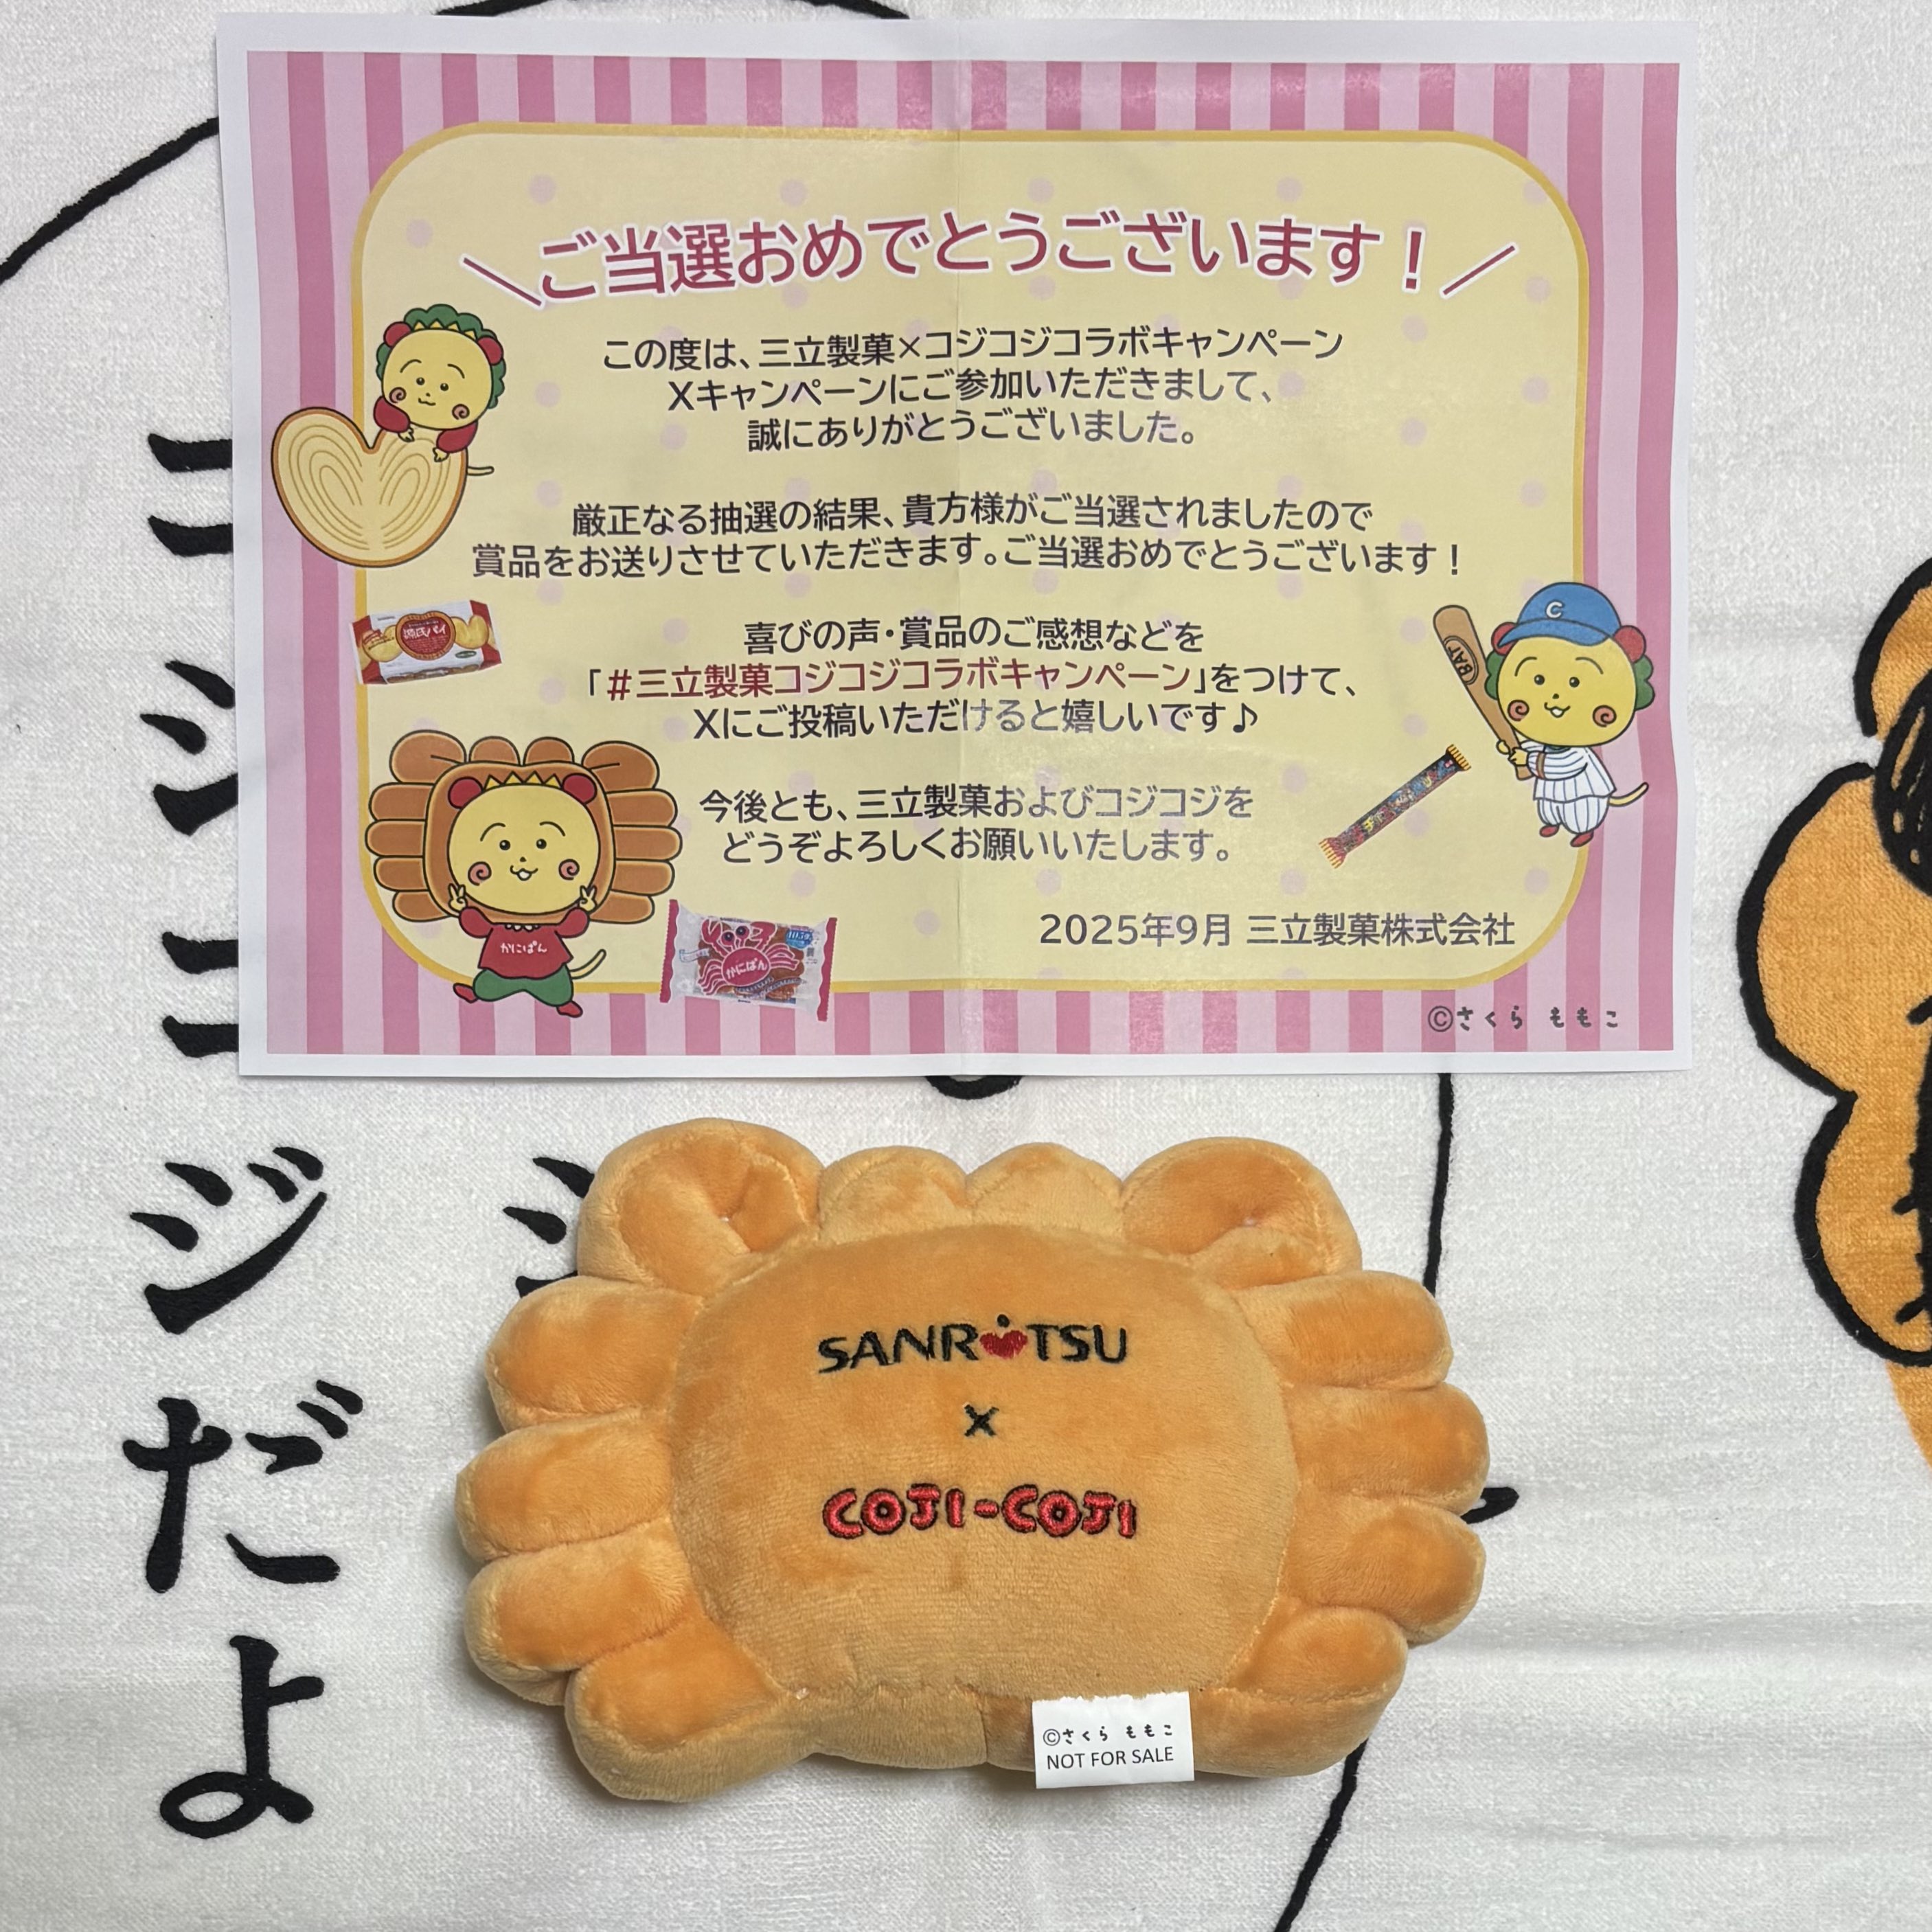 ＼ご当選おめでとうございます！／
この度は、三立製菓×コジコジコラボキャンペーン
Xキャンペーンにご参加いただきまして、
誠にありがとうございました。
厳正なる抽選の結果、貴方様がご当選されましたので
賞品をお送りさせていただきます。ご当選おめでとうございます！
喜びの声・賞品のご感想などを
「#三立製菓コジコジコラボキャンペーン」をつけて、
Xにご投稿いただけると嬉しいです♪
今後とも、三立製菓およびコジコジを
どうぞよろしくお願いいたします。
2025年9月 三立製菓株式会社
©さくら ももこ
源氏パイ
C
BAT
かにぱん
かにぱん
コジコジだよ
SANRITSU
×
COJI-COJI
©さくら ももこ
NOT FOR SALE